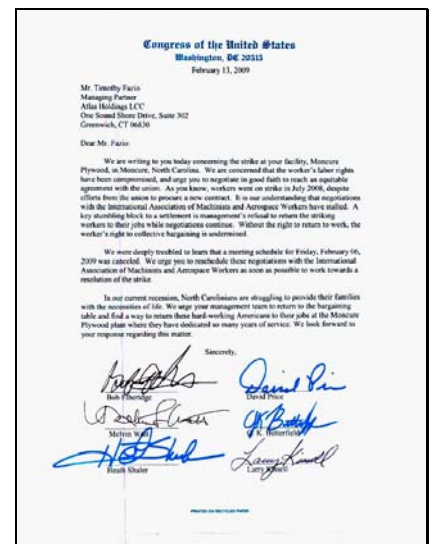 Congress of the United States
Washington, DC 20515
February 13, 2009
Mr. Timothy Fazio
Managing Partner
Atlas Holdings LCC
One Sound Shore Drive, Suite 302
Greenwich, CT 06830
Dear Mr. Fazio:
We are writing to you today concerning the strike at your facility, Moncure
Plywood, in Moncure, North Carolina. We are concerned that the worker's labor rights
have been compromised, and urge you to negotiate in good faith to reach an equitable
agreement with the union. As you know, workers went on strike in July 2008, despite
efforts from the union to prepare a new contract. It is our understanding that negotiations
with the International Association of Machinists and Aerospace Workers have stalled. A
key stumbling block to a settlement is management's refusal to return the striking
workers to their jobs while negotiations continue. Without the right to return to work, the
worker's right to collective bargaining is undermined.
We were deeply troubled to learn that a meeting schedule for Friday, February 06,
2009 was canceled. We urge you to reschedule these negotiations with the International
Association of Machinists and Aerospace Workers as soon as possible to work towards a
resolution of the strike.
In our current recession, North Carolinians are struggling to provide their families
with the necessities of life. We urge your management team to return to the bargaining
table and find a way to return these hard-working Americans to their jobs at the Moncure
Plywood plant where they have dedicated so many years of service. We look forward to
your response regarding this matter.
Sincerely,
Bob Etheridge
David Price
Melvin Watt
G. K. Butterfield
Heath Shuler
Larry Kissell
PRINTED ON RECYCLED PAPER